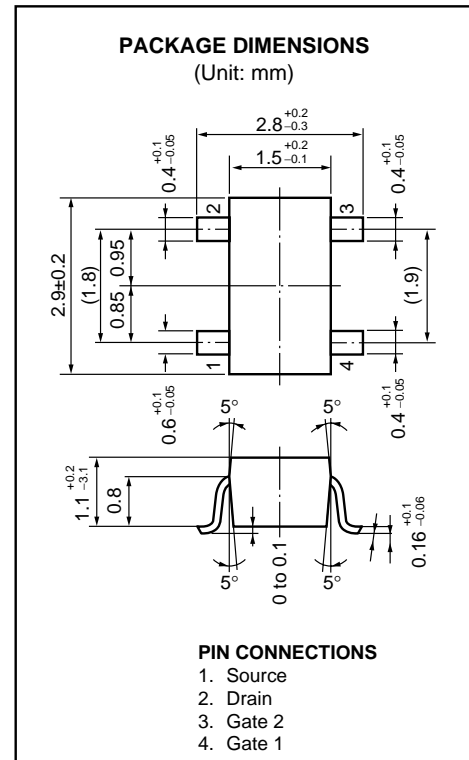 PACKAGE DIMENSIONS
(Unit: mm)
2.8 +0.2 −0.3
1.5 +0.2 −0.1
0.4 +0.1 −0.05
0.4 +0.1 −0.05
2
3
2.9±0.2
(1.8)
0.95
0.85
(1.9)
1
4
0.6 +0.1 −0.05
0.4 +0.1 −0.05
5°
5°
1.1 +0.2 −3.1
0.8
0 to 0.1
0.16 +0.1 −0.06
5°
5°
PIN CONNECTIONS
1. Source
2. Drain
3. Gate 2
4. Gate 1